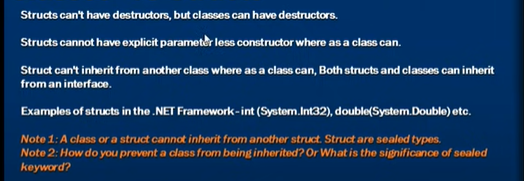 Structs can't have destructors, but classes can have destructors.
Structs cannot have explicit parameter less constructor where as a class can.
Struct can't inherit from another class where as a class can, Both structs and classes can inherit
from an interface.
Examples of structs in the .NET Framework - int (System.Int32), double(System.Double) etc.
Note 1: A class or a struct cannot inherit from another struct. Struct are sealed types.
Note 2: How do you prevent a class from being inherited? Or What is the significance of sealed
keyword?